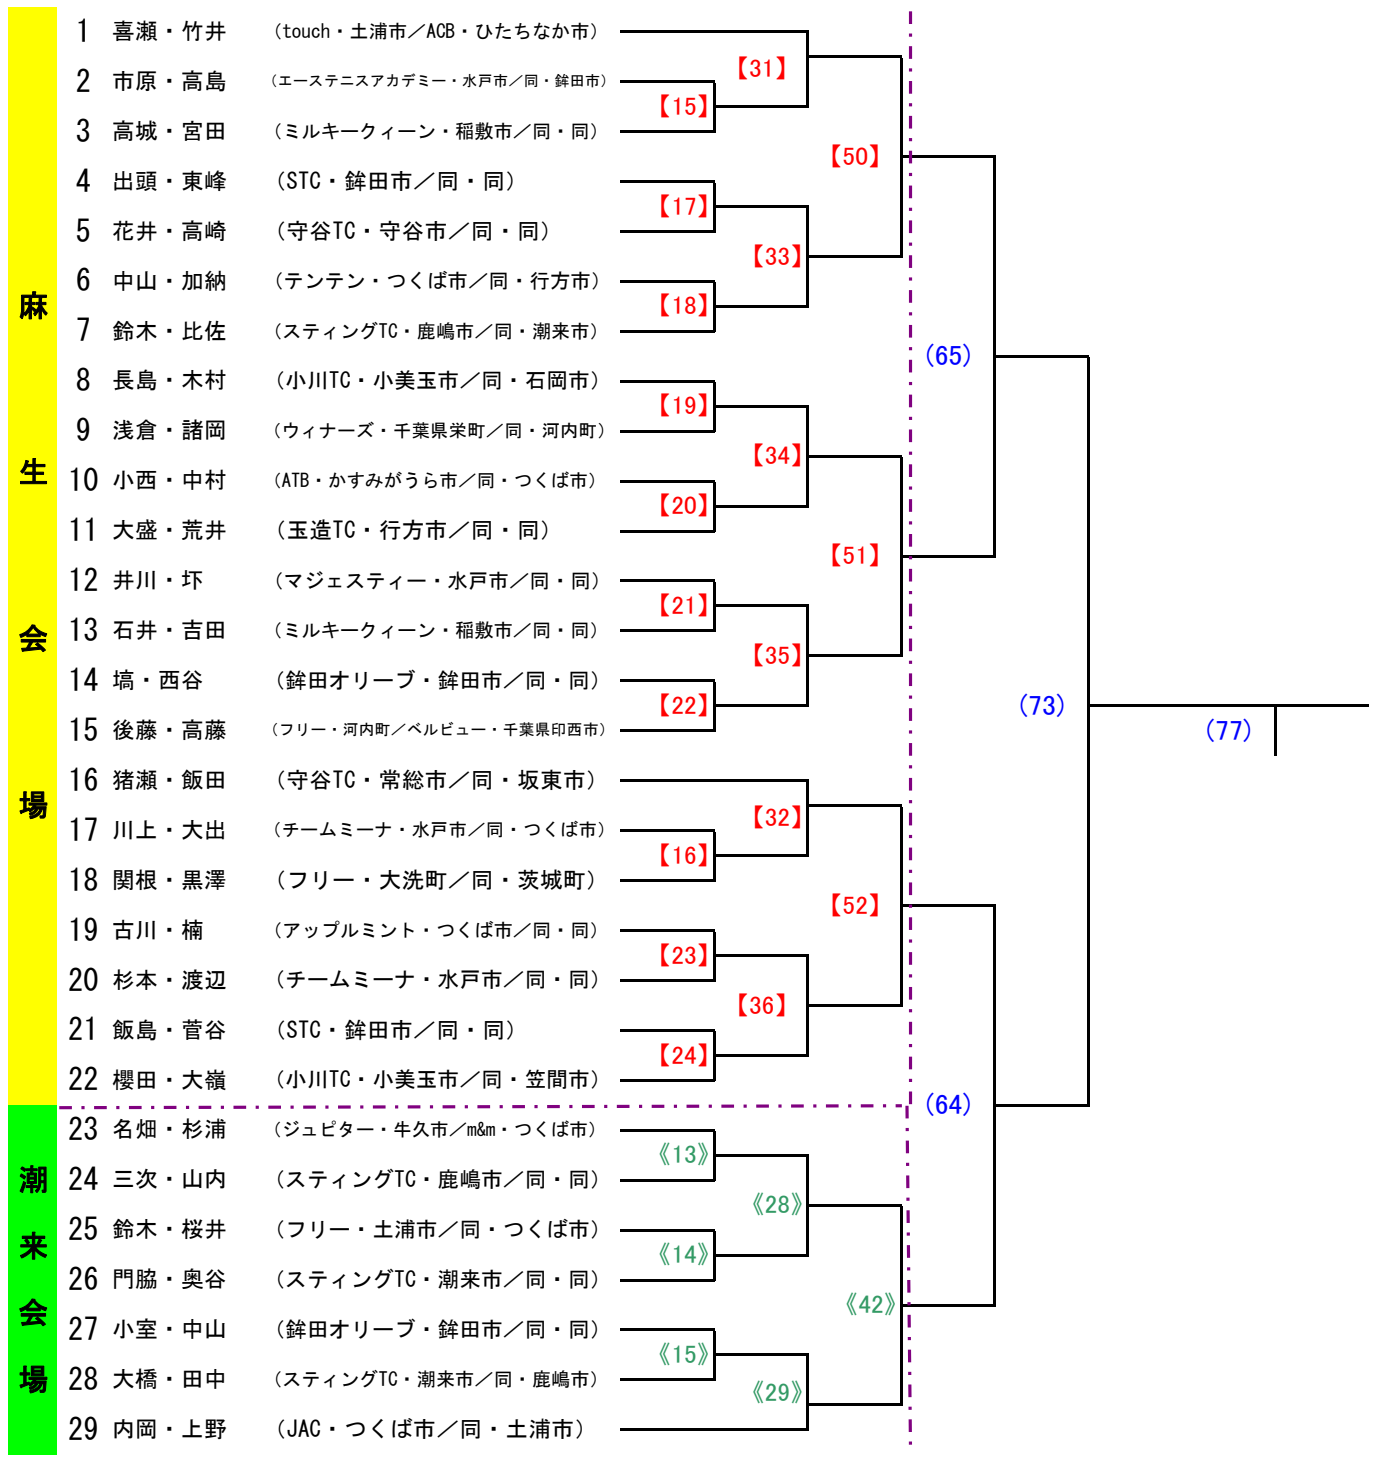 麻生会場
1 喜瀬・竹井 (touch・土浦市／ACB・ひたちなか市)
2 市原・高島 (エーステニスアカデミー・水戸市／同・鉾田市)
3 高城・宮田 (ミルキークィーン・稲敷市／同・同)
4 出頭・東峰 (STC・鉾田市／同・同)
5 花井・高崎 (守谷TC・守谷市／同・同)
6 中山・加納 (テンテン・つくば市／同・行方市)
7 鈴木・比佐 (スティングTC・鹿嶋市／同・潮来市)
8 長島・木村 (小川TC・小美玉市／同・石岡市)
9 浅倉・諸岡 (ウィナーズ・千葉県栄町／同・河内町)
10 小西・中村 (ATB・かすみがうら市／同・つくば市)
11 大盛・荒井 (玉造TC・行方市／同・同)
12 井川・圷 (マジェスティー・水戸市／同・同)
13 石井・吉田 (ミルキークィーン・稲敷市／同・同)
14 塙・西谷 (鉾田オリーブ・鉾田市／同・同)
15 後藤・高藤 (フリー・河内町／ベルビュー・千葉県印西市)
16 猪瀬・飯田 (守谷TC・常総市／同・坂東市)
17 川上・大出 (チームミーナ・水戸市／同・つくば市)
18 関根・黒澤 (フリー・大洗町／同・茨城町)
19 古川・楠 (アップルミント・つくば市／同・同)
20 杉本・渡辺 (チームミーナ・水戸市／同・同)
21 飯島・菅谷 (STC・鉾田市／同・同)
22 櫻田・大嶺 (小川TC・小美玉市／同・笠間市)
潮来会場
23 名畑・杉浦 (ジュピター・牛久市／m&m・つくば市)
24 三次・山内 (スティングTC・鹿嶋市／同・同)
25 鈴木・桜井 (フリー・土浦市／同・つくば市)
26 門脇・奥谷 (スティングTC・潮来市／同・同)
27 小室・中山 (鉾田オリーブ・鉾田市／同・同)
28 大橋・田中 (スティングTC・潮来市／同・鹿嶋市)
29 内岡・上野 (JAC・つくば市／同・土浦市)
【15】
【17】
【18】
【19】
【20】
【21】
【22】
【16】
【23】
【24】
《13》
《14》
《15》
【31】
【33】
【34】
【35】
【32】
【36】
《28》
《29》
【50】
【51】
【52】
《42》
(65)
(64)
(73)
(77)